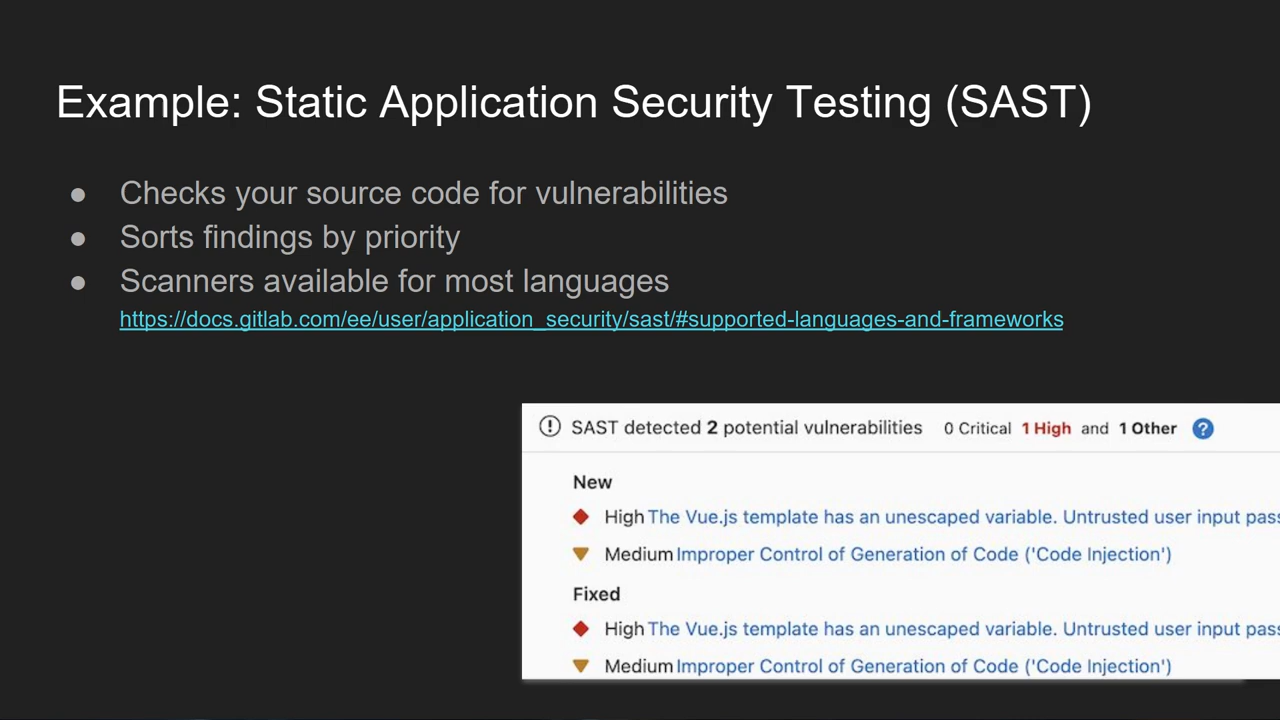 Example: Static Application Security Testing (SAST)
● Checks your source code for vulnerabilities
● Sorts findings by priority
● Scanners available for most languages
https://docs.gitlab.com/ee/user/application_security/sast/#supported-languages-and-frameworks
SAST detected 2 potential vulnerabilities 0 Critical 1 High and 1 Other ?
New
High The Vue.js template has an unescaped variable. Untrusted user input pass
Medium Improper Control of Generation of Code ('Code Injection')
Fixed
High The Vue.js template has an unescaped variable. Untrusted user input pass
Medium Improper Control of Generation of Code ('Code Injection')